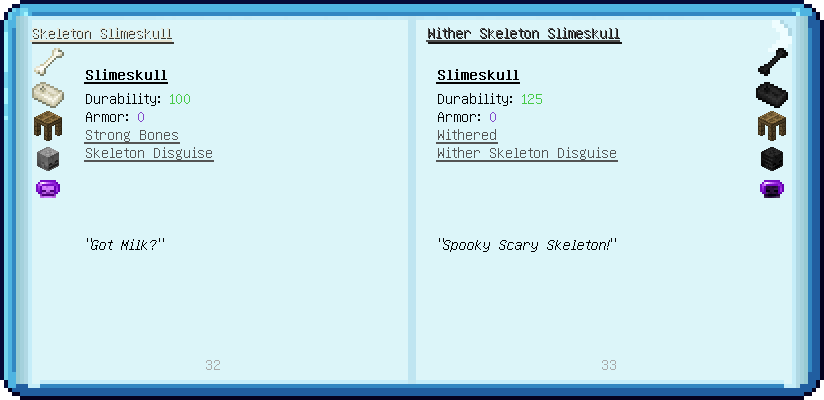 Skeleton Slimeskull
Slimeskull
Durability: 100
Armor: 0
Strong Bones
Skeleton Disguise
"Got Milk?"
32
Wither Skeleton Slimeskull
Slimeskull
Durability: 125
Armor: 0
Withered
Wither Skeleton Disguise
"Spooky Scary Skeleton!"
33